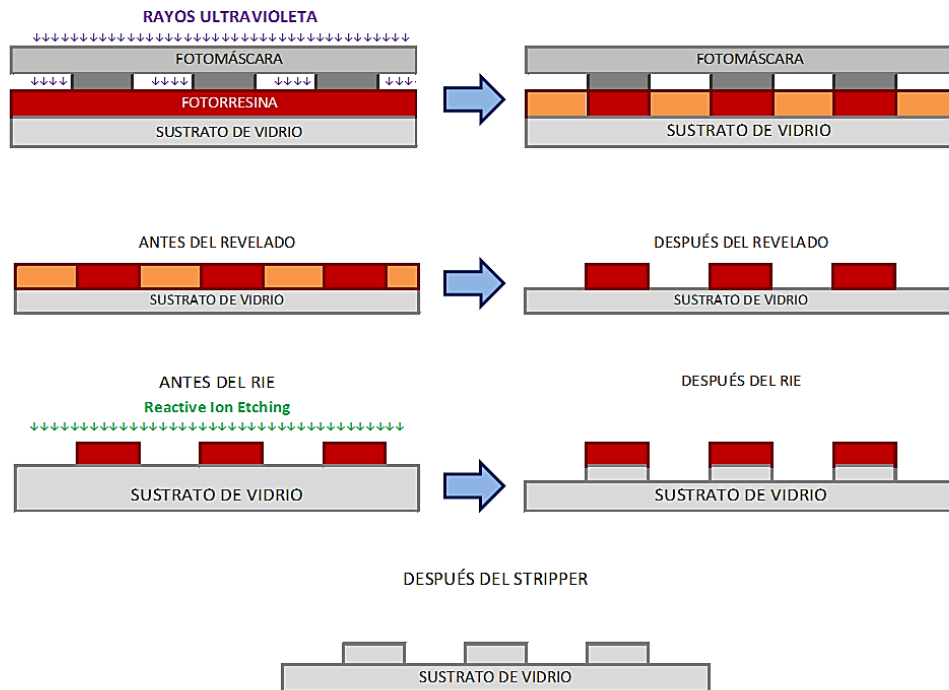 RAYOS ULTRAVIOLETA
FOTOMÁSCARA
FOTORRESINA
SUSTRATO DE VIDRIO
FOTOMÁSCARA
SUSTRATO DE VIDRIO
ANTES DEL REVELADO
SUSTRATO DE VIDRIO
DESPUÉS DEL REVELADO
SUSTRATO DE VIDRIO
ANTES DEL RIE
Reactive Ion Etching
SUSTRATO DE VIDRIO
DESPUÉS DEL RIE
SUSTRATO DE VIDRIO
DESPUÉS DEL STRIPPER
SUSTRATO DE VIDRIO